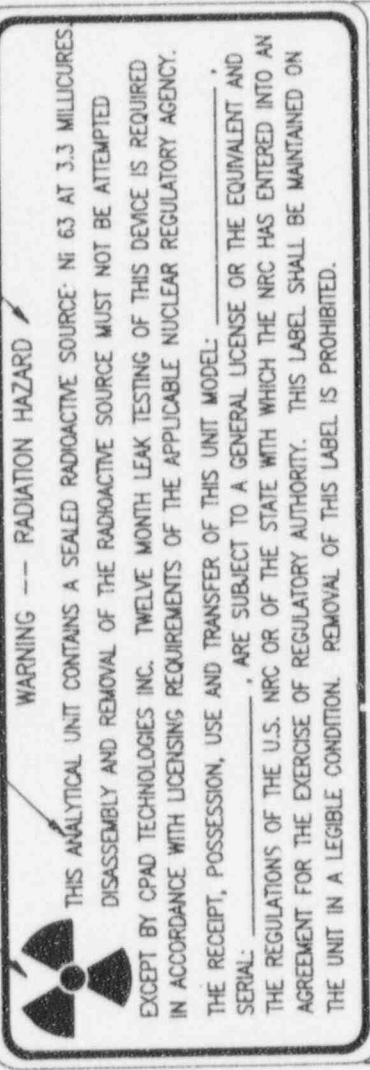 WARNING -- RADIATION HAZARD
THIS ANALYTICAL UNIT CONTAINS A SEALED RADIOACTIVE SOURCE: Ni 63 AT 3.3 MILLICURES.
DISASSEMBLY AND REMOVAL OF THE RADIOACTIVE SOURCE MUST NOT BE ATTEMPTED
EXCEPT BY CPAD TECHNOLOGIES INC. TWELVE MONTH LEAK TESTING OF THIS DEVICE IS REQUIRED
IN ACCORDANCE WITH LICENSING REQUIREMENTS OF THE APPLICABLE NUCLEAR REGULATORY AGENCY.
THE RECEIPT, POSSESSION, USE AND TRANSFER OF THIS UNIT MODEL: ________,
SERIAL: ________, ARE SUBJECT TO A GENERAL LICENSE OR THE EQUIVALENT AND
THE REGULATIONS OF THE U.S. NRC OR OF THE STATE WITH WHICH THE NRC HAS ENTERED INTO AN
AGREEMENT FOR THE EXERCISE OF REGULATORY AUTHORITY. THIS LABEL SHALL BE MAINTAINED ON
THE UNIT IN A LEGIBLE CONDITION. REMOVAL OF THIS LABEL IS PROHIBITED.